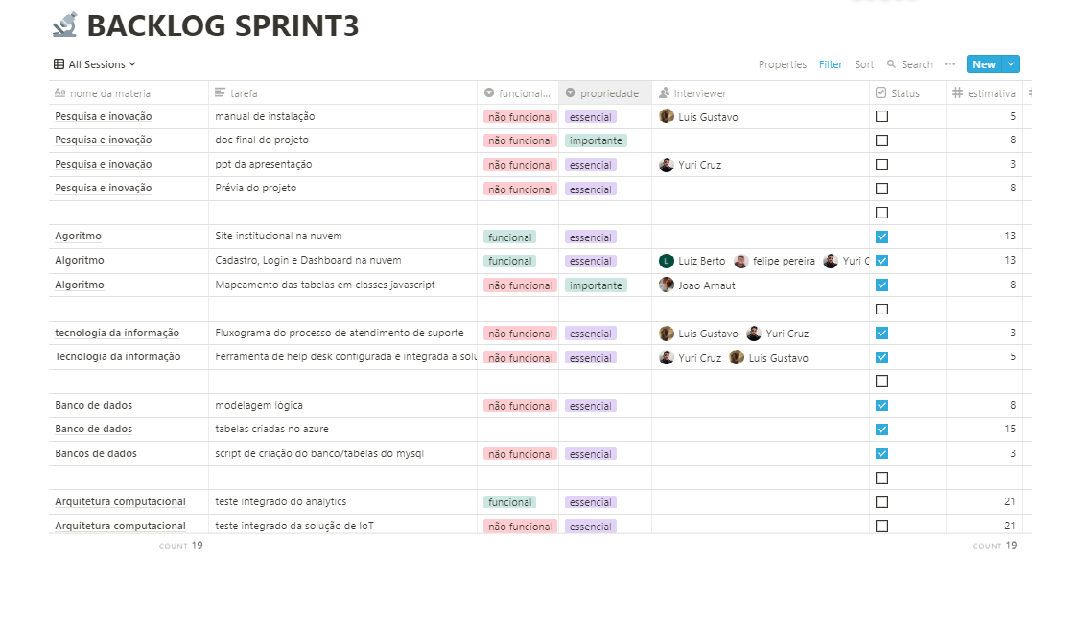 BACKLOG SPRINT3
All Sessions Properties Filter Sort Search ... New
nome da materia tarefa funcional... propriedade Interviewer Status estimativa
Pesquisa e inovação manual de instalação não funcional essencial Luis Gustavo 5
Pesquisa e inovação doc final do projeto não funcional importante 8
Pesquisa e inovação ppt da apresentação não funcional essencial Yuri Cruz 3
Pesquisa e inovação Prévia do projeto não funcional essencial 8
Agoritmo Site institucional na nuvem funcional essencial 13
Algoritmo Cadastro, Login e Dashboard na nuvem funcional essencial L Luiz Berto felipe pereira Yuri C 13
Algoritmo Mapeamento das tabelas em classes javascript não funcional importante Joao Arnaut 8
tecnologia da informação Fluxograma do processo de atendimento de suporte não funcional essencial Luis Gustavo Yuri Cruz 3
Tecnologia da informação Ferramenta de help desk configurada e integrada a solu não funcional essencial Yuri Cruz Luis Gustavo 5
Banco de dados modelagem lógica não funcional essencial 8
Banco de dados tabelas criadas no azure 15
Bancos de dados script de criação do banco/tabelas do mysql não funcional essencial 3
Arquitetura computacional teste integrado do analytics funcional essencial 21
Arquitetura computacional teste integrado da solução de IoT não funcional essencial 21
COUNT 19 COUNT 19